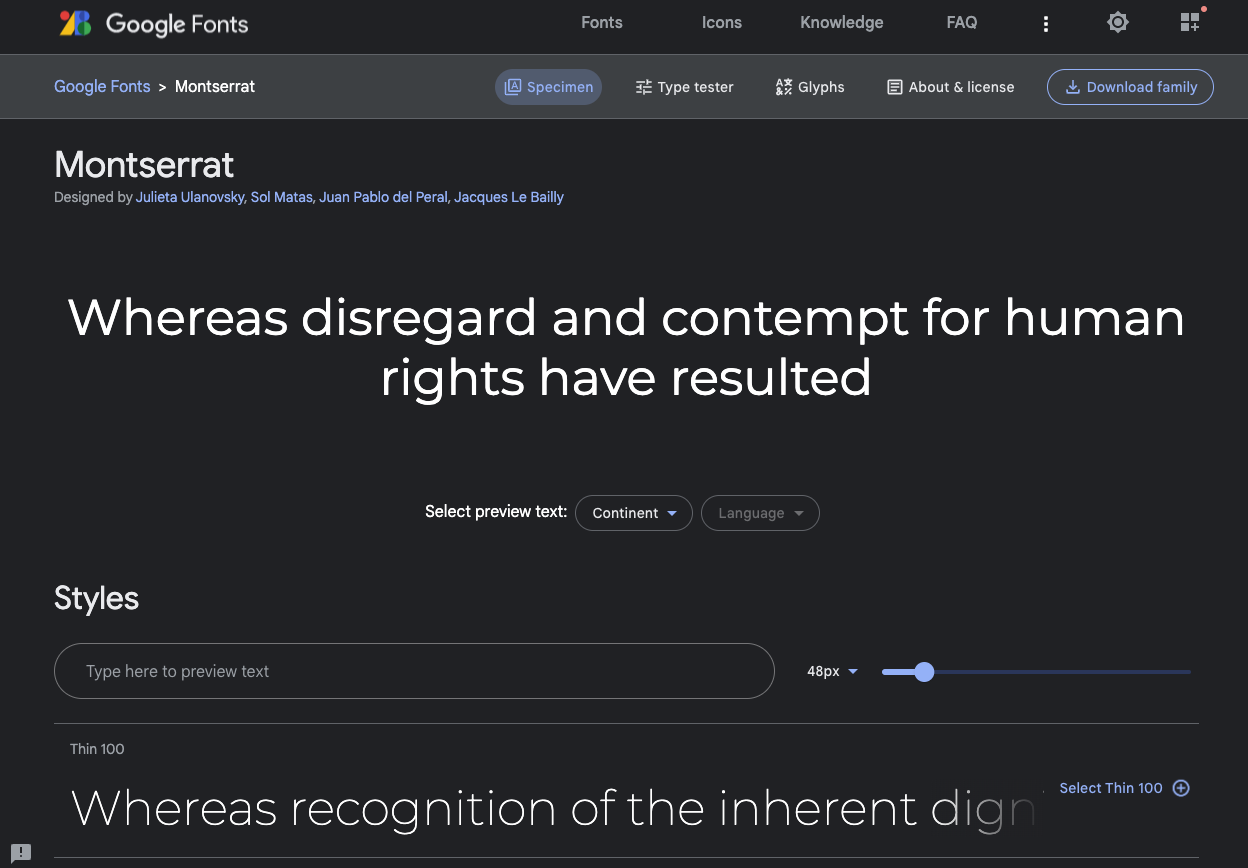 Google Fonts
Fonts Icons Knowledge FAQ
Google Fonts > Montserrat
Specimen Type tester Glyphs About & license Download family
Montserrat
Designed by Julieta Ulanovsky, Sol Matas, Juan Pablo del Peral, Jacques Le Bailly
Whereas disregard and contempt for human
rights have resulted
Select preview text: Continent Language
Styles
Type here to preview text 48px
Thin 100
Whereas recognition of the inherent dign
Select Thin 100